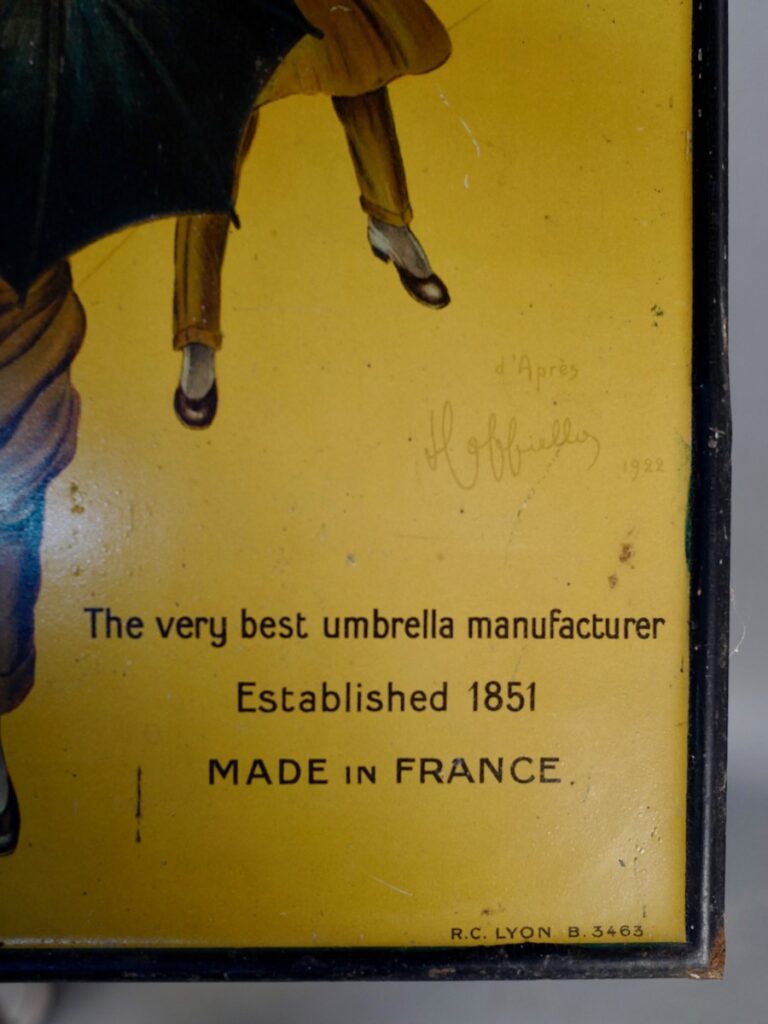 d'Après
1922
The very best umbrella manufacturer
Established 1851
MADE IN FRANCE.
R.C. LYON B. 3463